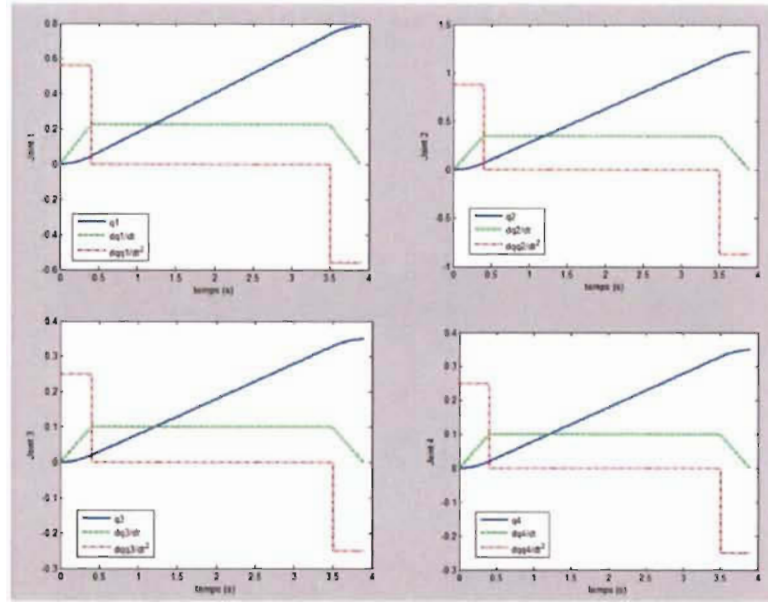 0.8
0.6
0.4
0.2
0
-0.2
-0.4
-0.6
Joint 1
q1
dq1/dt
dqq1/dt²
0 0.5 1 1.5 2 2.5 3 3.5 4
temps (s)
1.5
1
0.5
0
-0.5
-1
Joint 2
q2
dq2/dt
dqq2/dt²
0 0.5 1 1.5 2 2.5 3 3.5 4
temps (s)
0.4
0.3
0.2
0.1
0
-0.1
-0.2
-0.3
Joint 3
q3
dq3/dt
dqq3/dt²
0 0.5 1 1.5 2 2.5 3 3.5 4
temps (s)
0.4
0.3
0.2
0.1
0
-0.1
-0.2
-0.3
Joint 4
q4
dq4/dt
dqq4/dt²
0 0.5 1 1.5 2 2.5 3 3.5 4
temps (s)